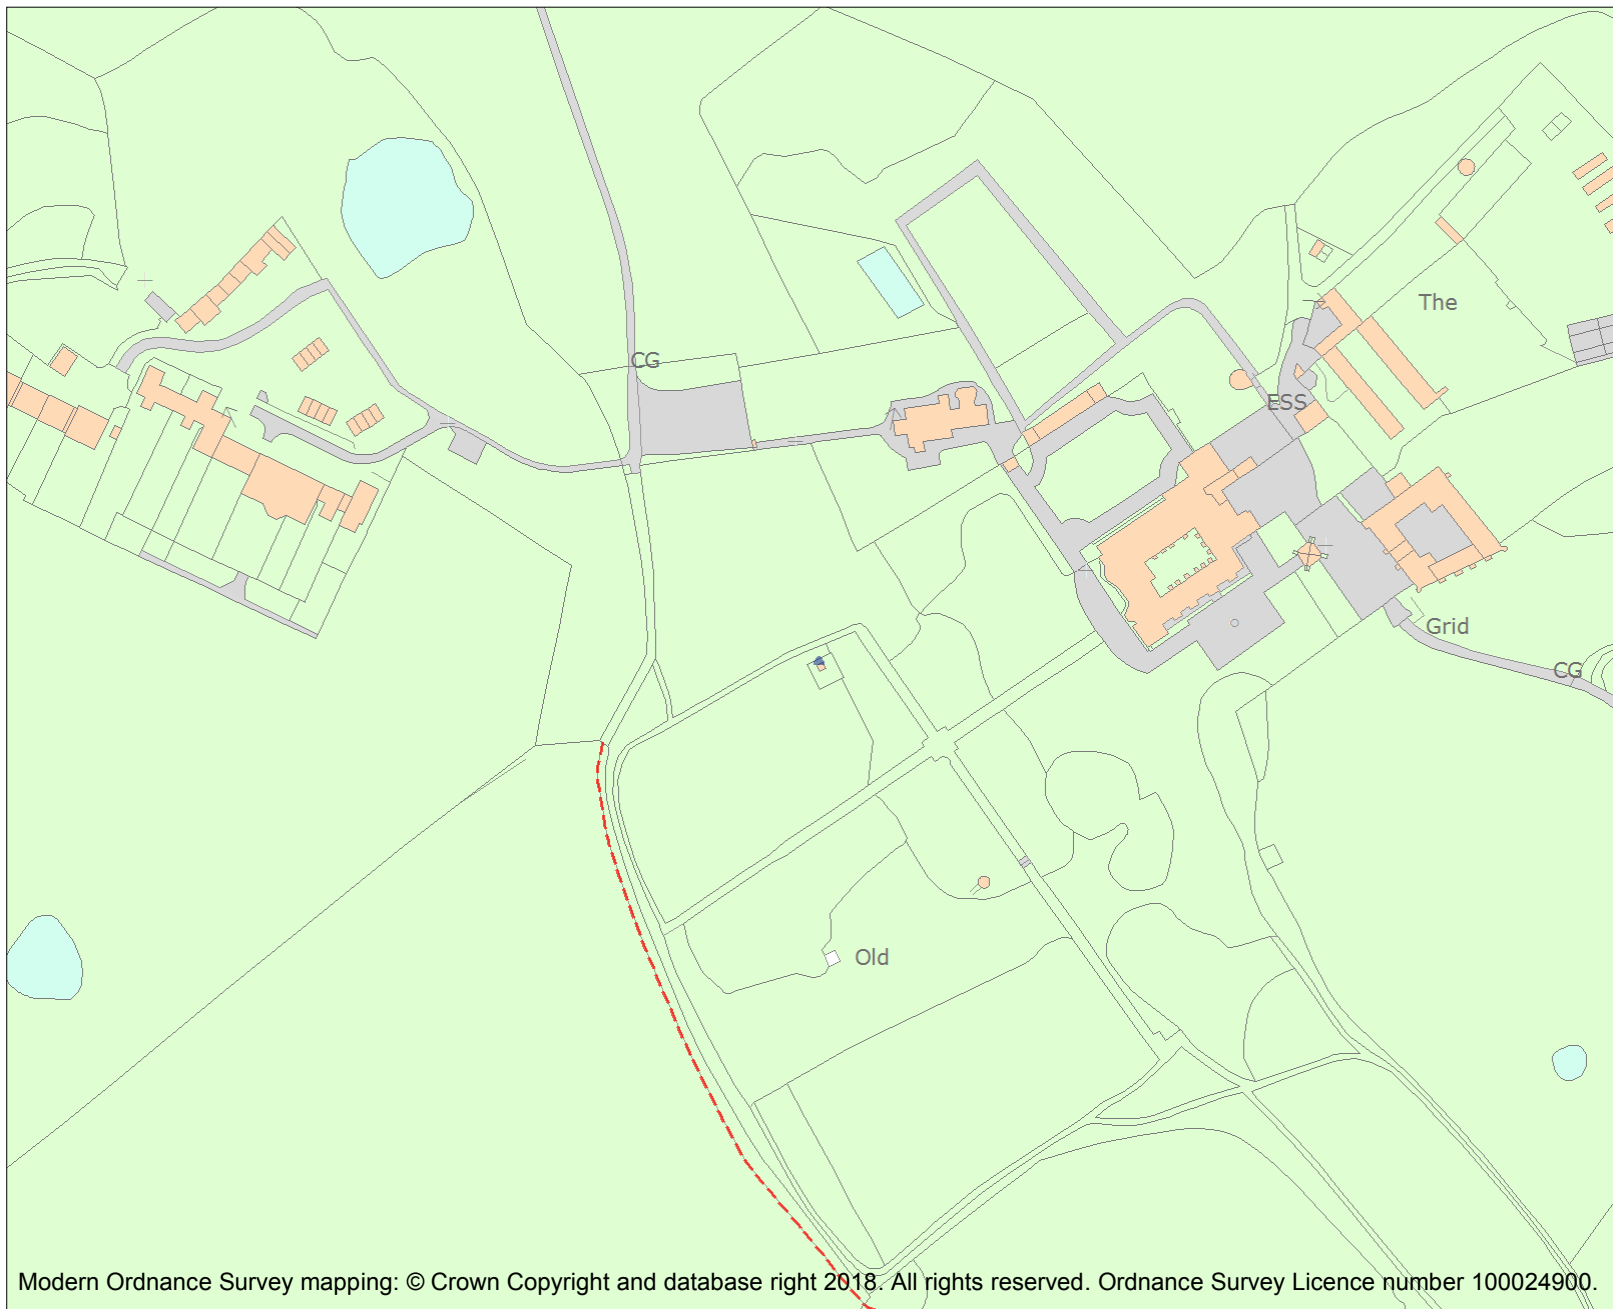 The
CG
ESS
Grid
CG
Old
Modern Ordnance Survey mapping: © Crown Copyright and database right 2018. All rights reserved. Ordnance Survey Licence number 100024900.